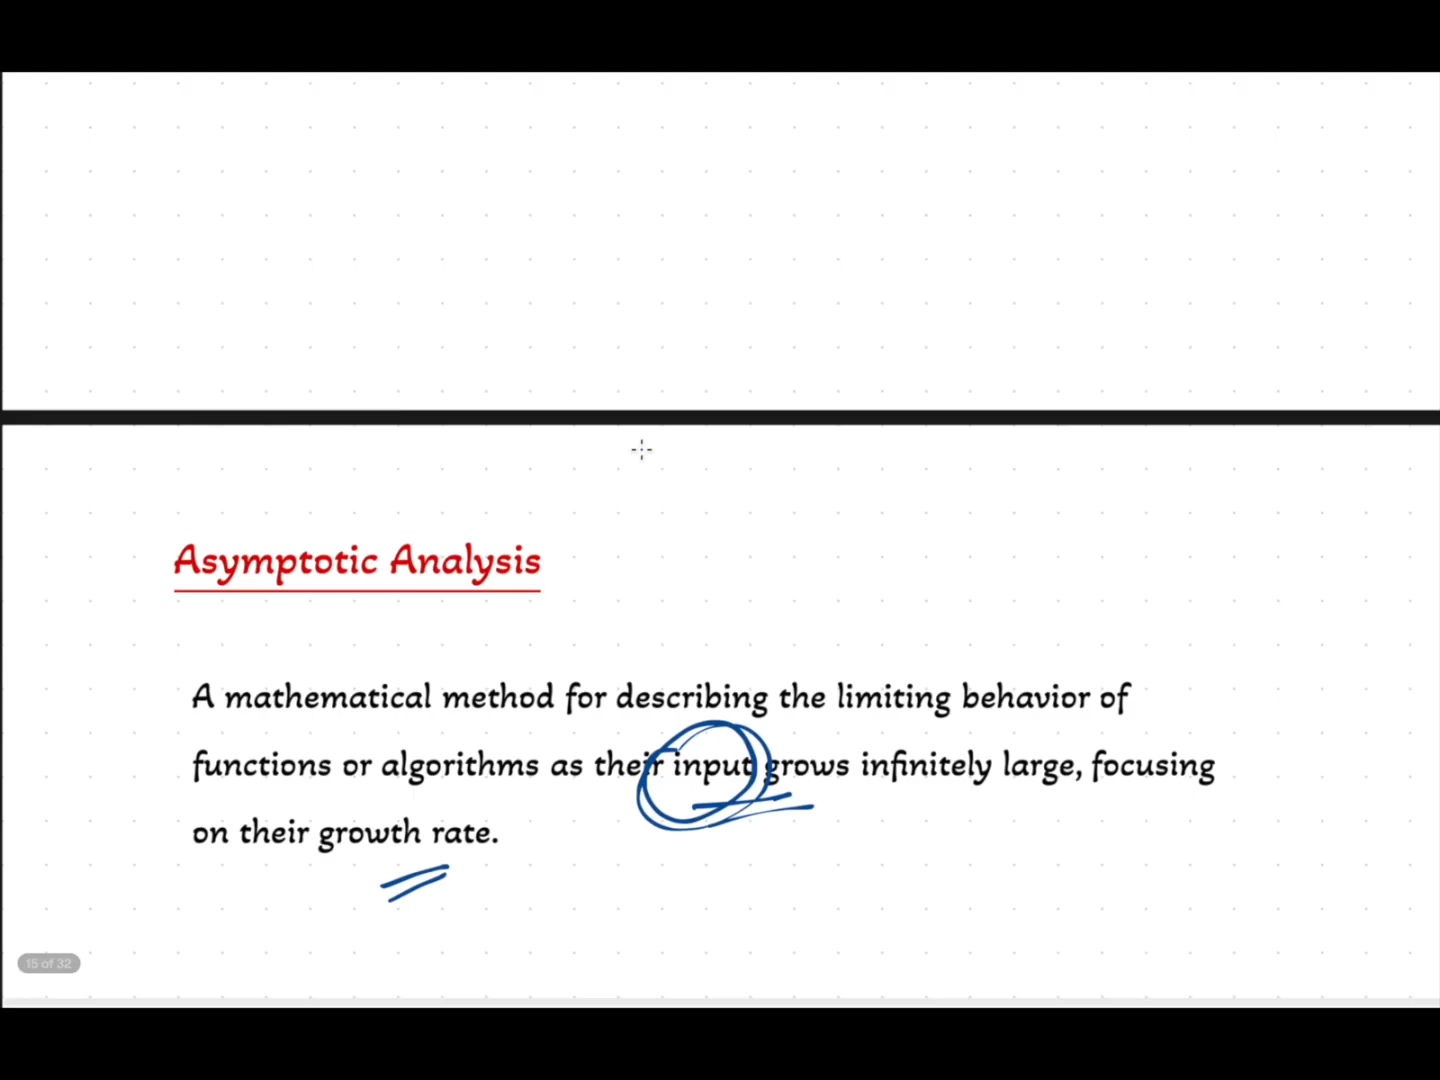 Asymptotic Analysis
A mathematical method for describing the limiting behavior of
functions or algorithms as their input grows infinitely large, focusing
on their growth rate.
15 of 32